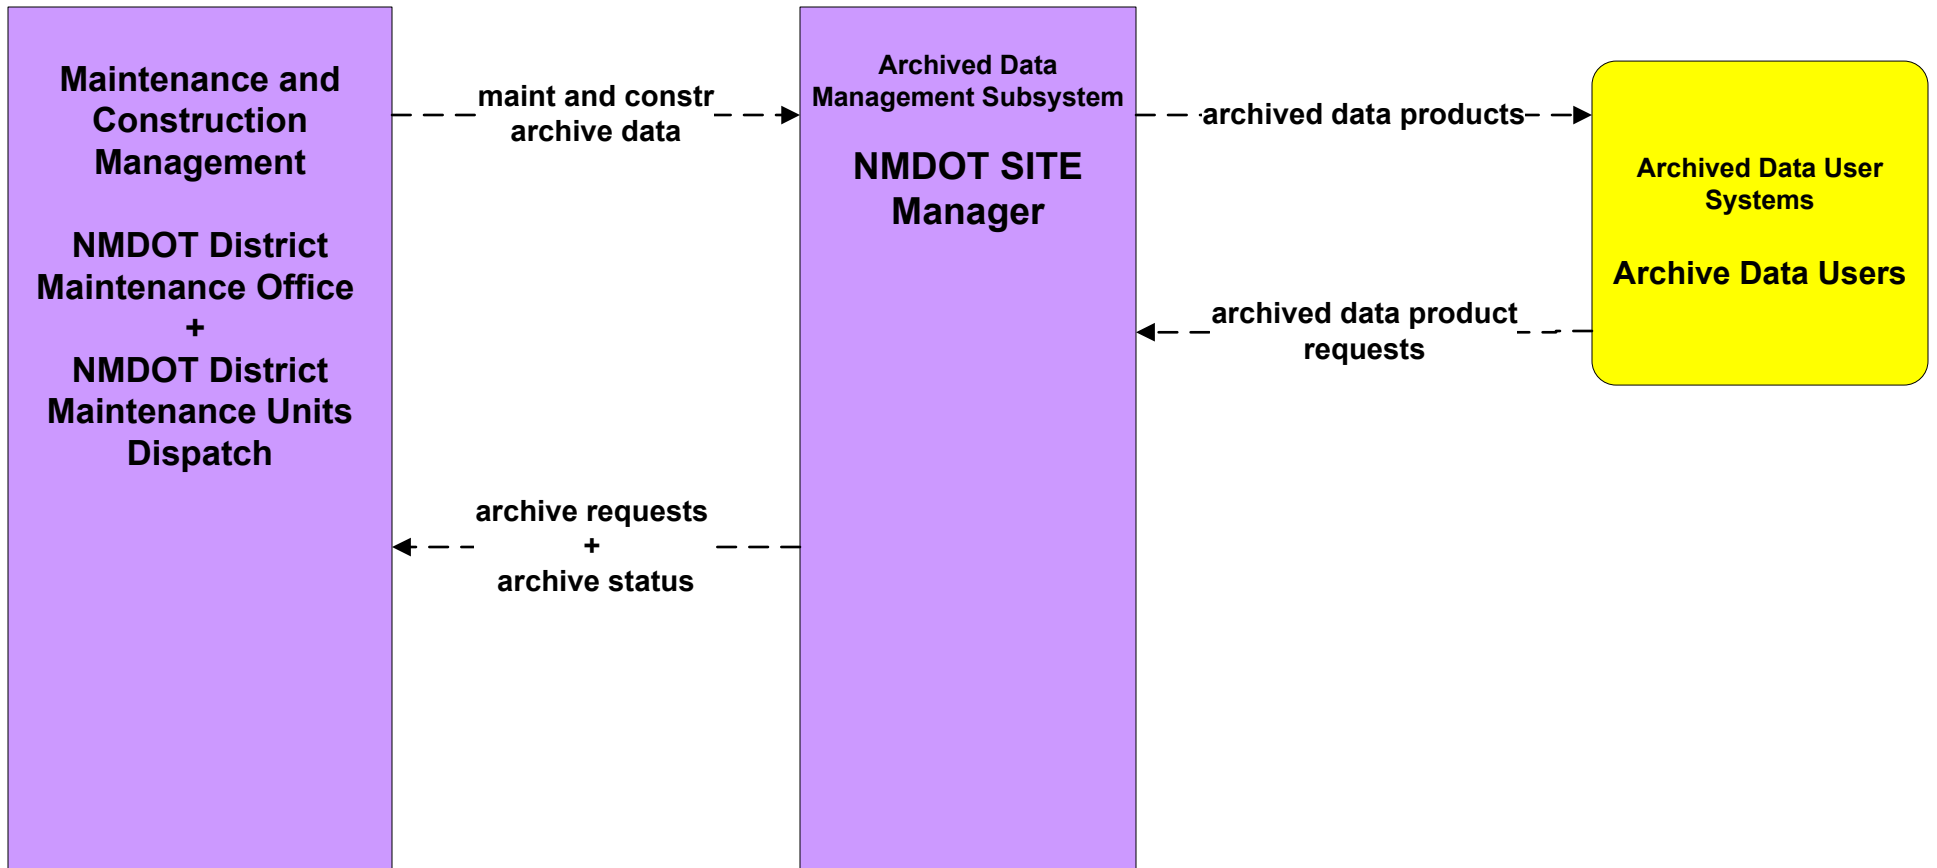 Maintenance and
Construction
Management
NMDOT District
Maintenance Office
+
NMDOT District
Maintenance Units
Dispatch
maint and constr
archive data
archive requests
+
archive status
Archived Data
Management Subsystem
NMDOT SITE
Manager
archived data products
archived data product
requests
Archived Data User
Systems
Archive Data Users